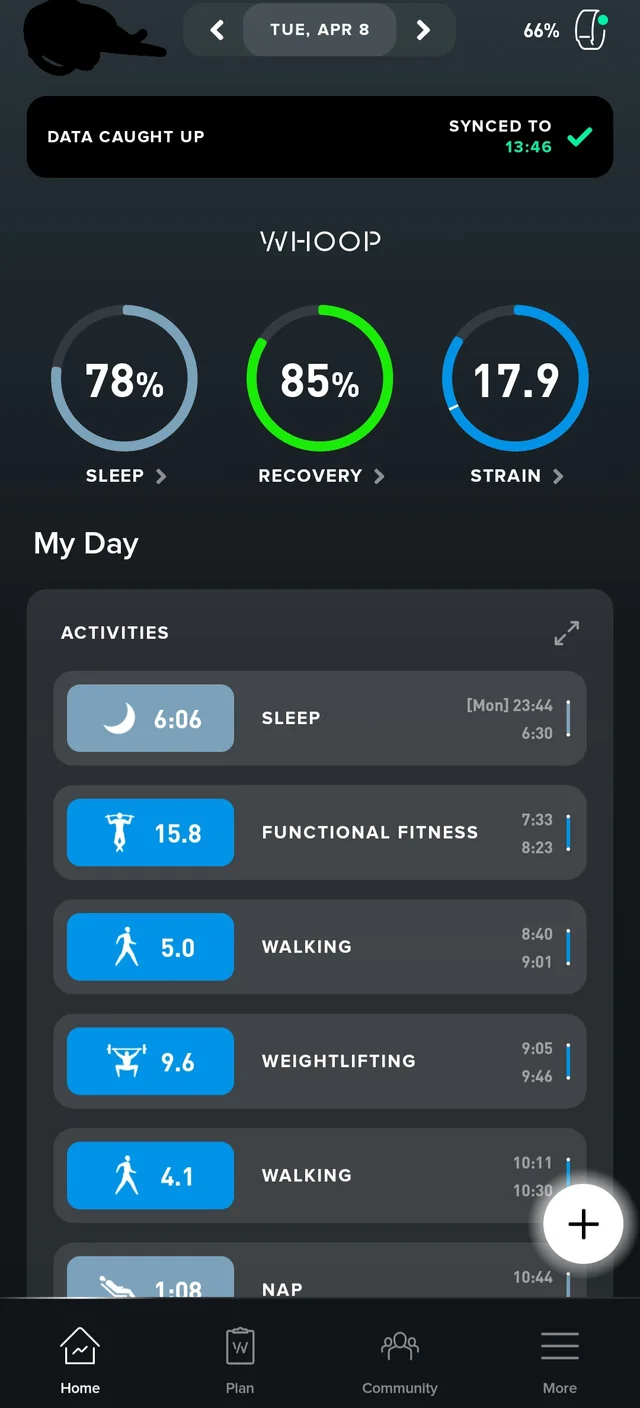 TUE, APR 8
66%
DATA CAUGHT UP
SYNCED TO
13:46
WHOOP
78%
85%
17.9
SLEEP
RECOVERY
STRAIN
My Day
ACTIVITIES
6:06 SLEEP [Mon] 23:44
6:30
15.8 FUNCTIONAL FITNESS 7:33
8:23
5.0 WALKING 8:40
9:01
9.6 WEIGHTLIFTING 9:05
9:46
4.1 WALKING 10:11
10:30
1:08 NAP 10:44
W
Home
Plan
Community
More